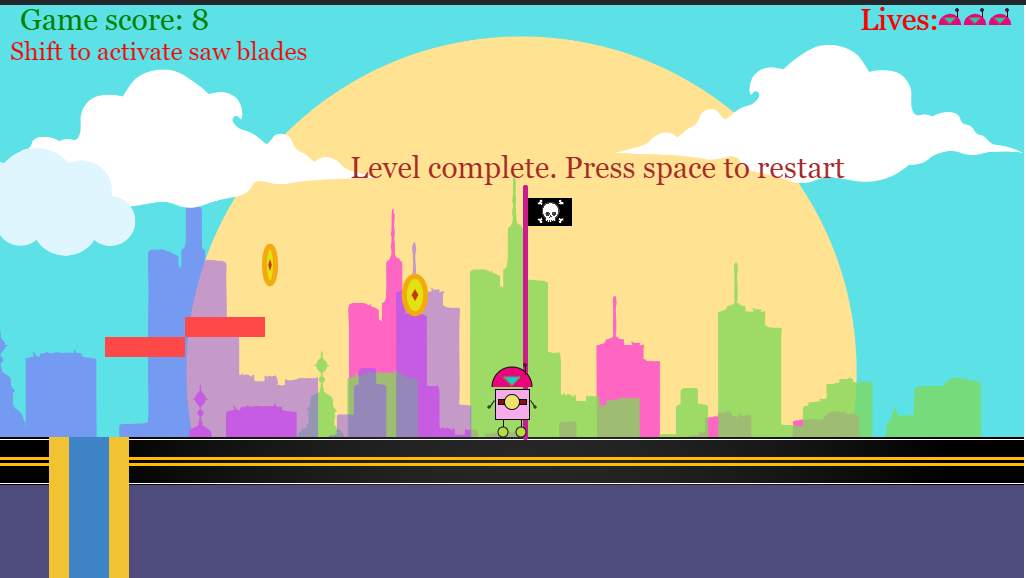 Game score: 8
Lives:
Shift to activate saw blades
Level complete. Press space to restart